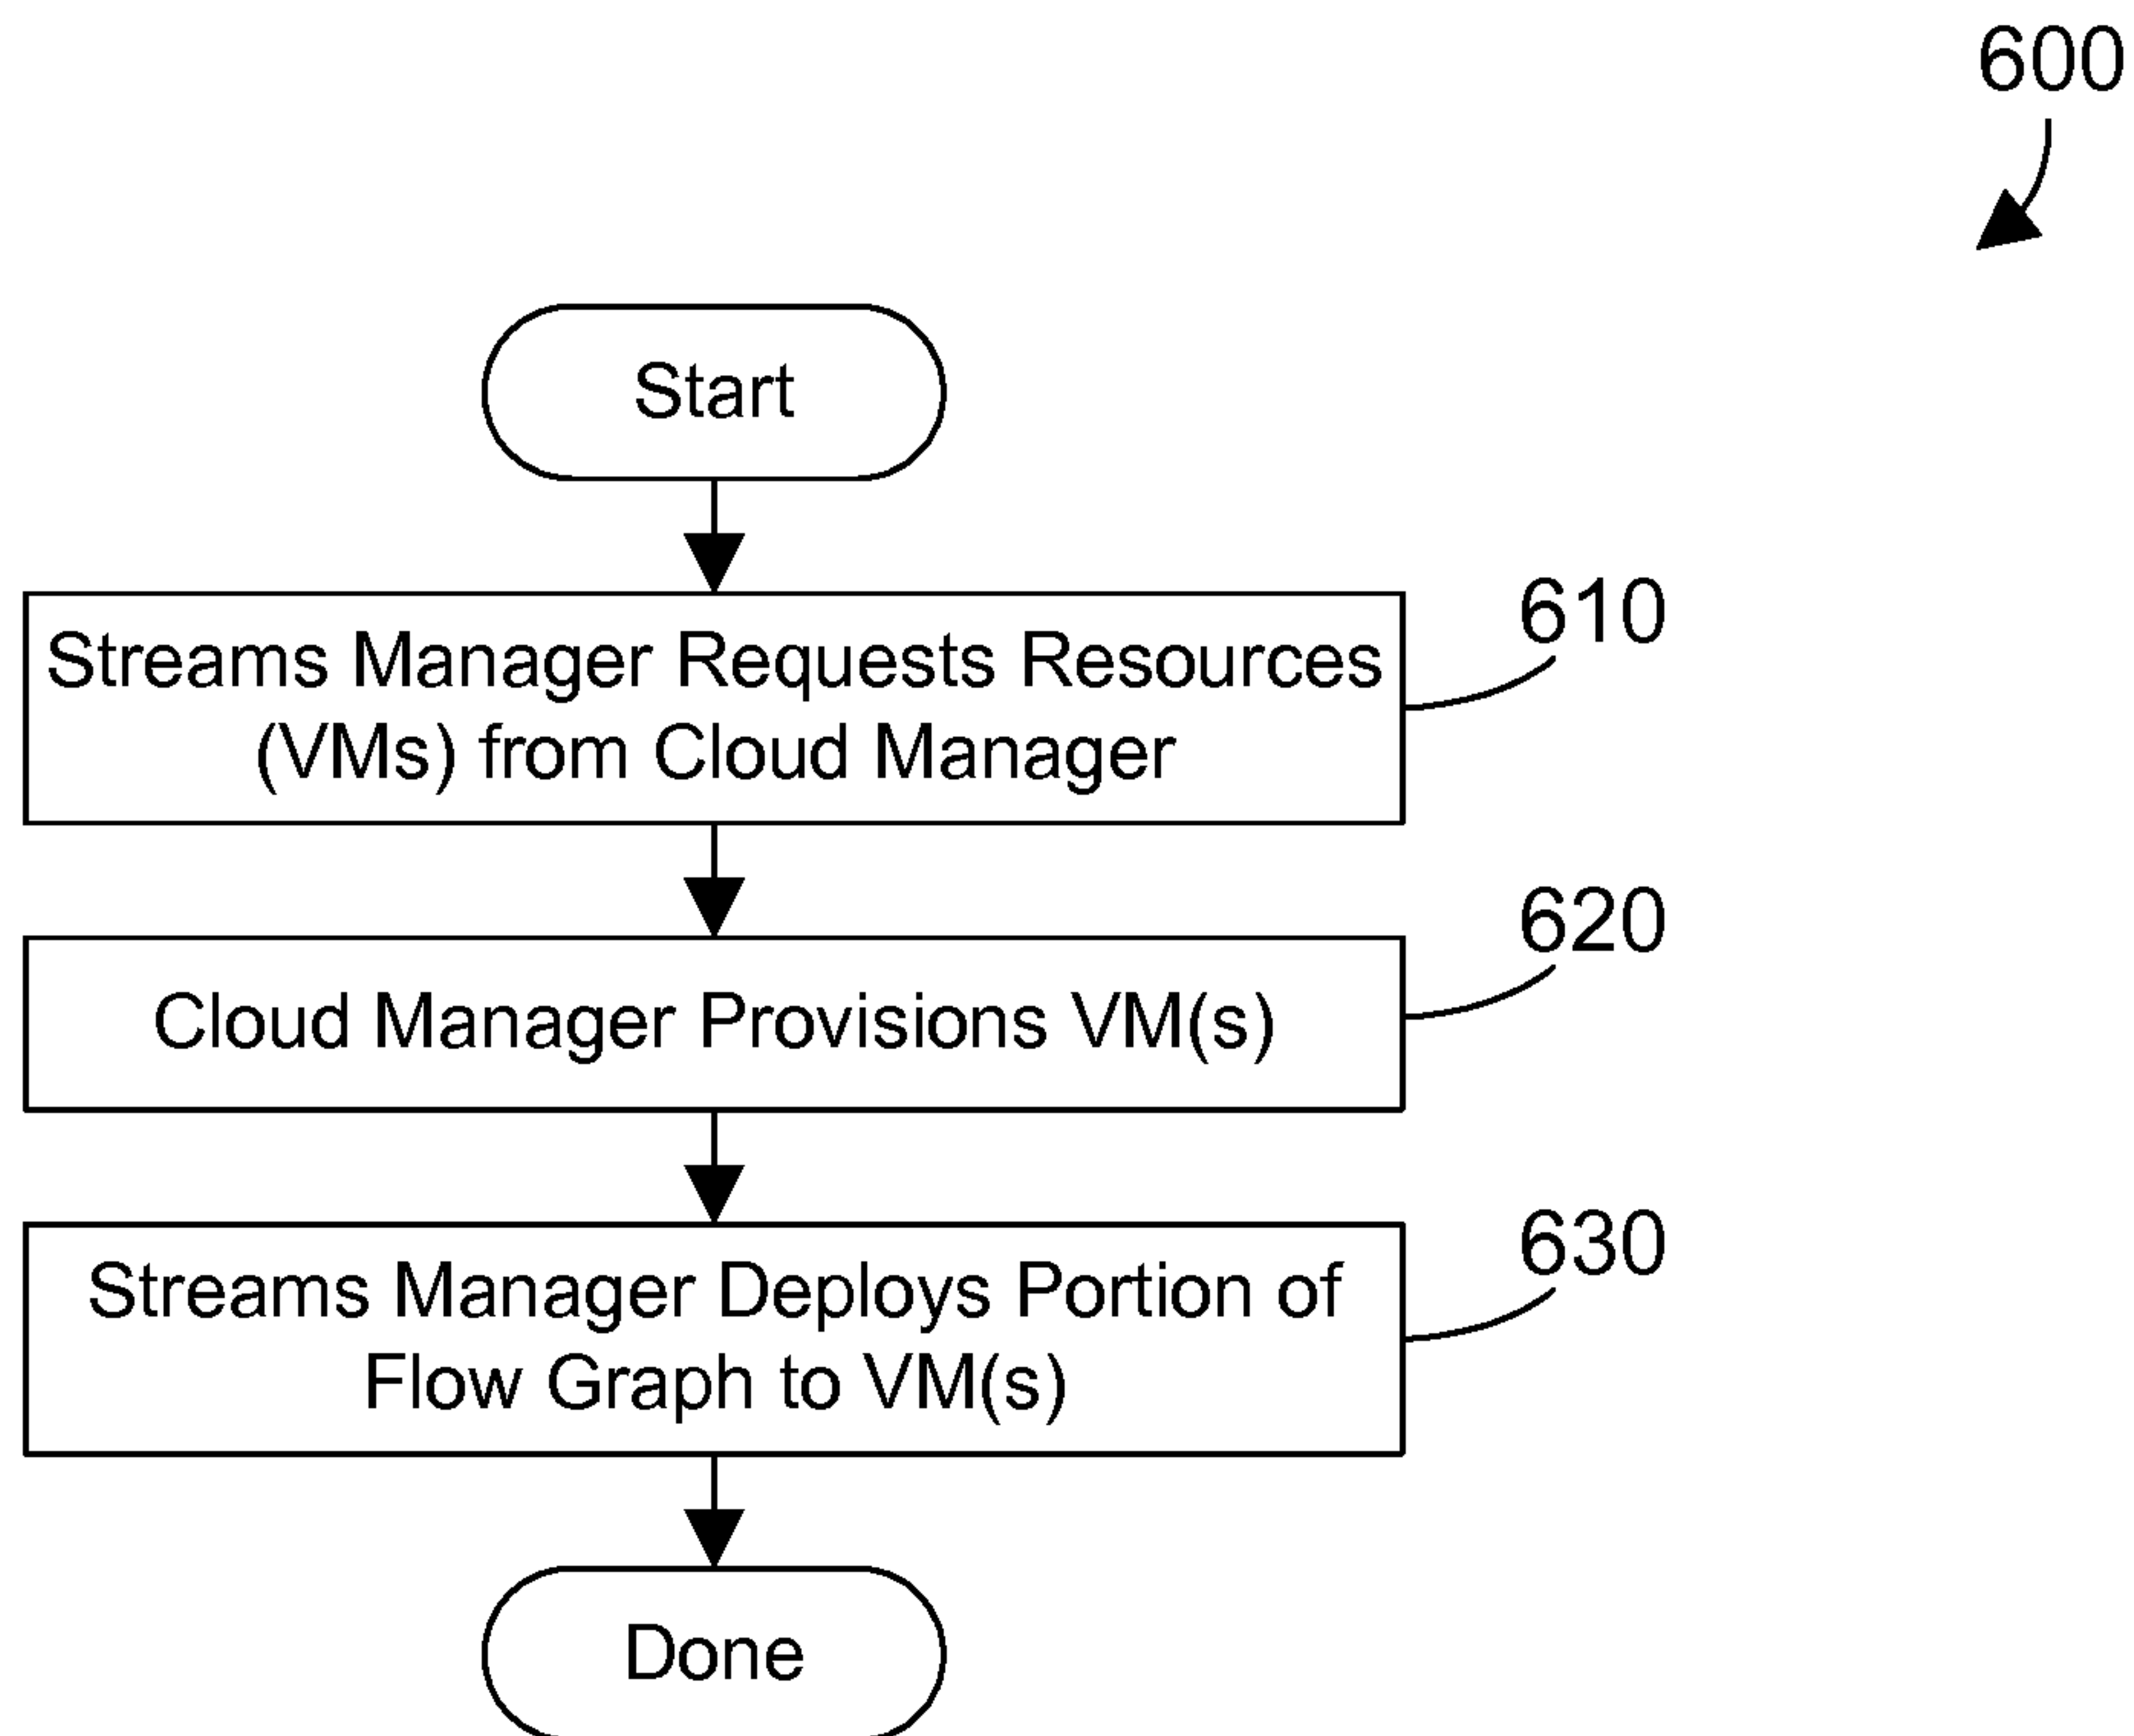 600
Start
Streams Manager Requests Resources
(VMs) from Cloud Manager
610
Cloud Manager Provisions VM(s)
620
Streams Manager Deploys Portion of
Flow Graph to VM(s)
630
Done